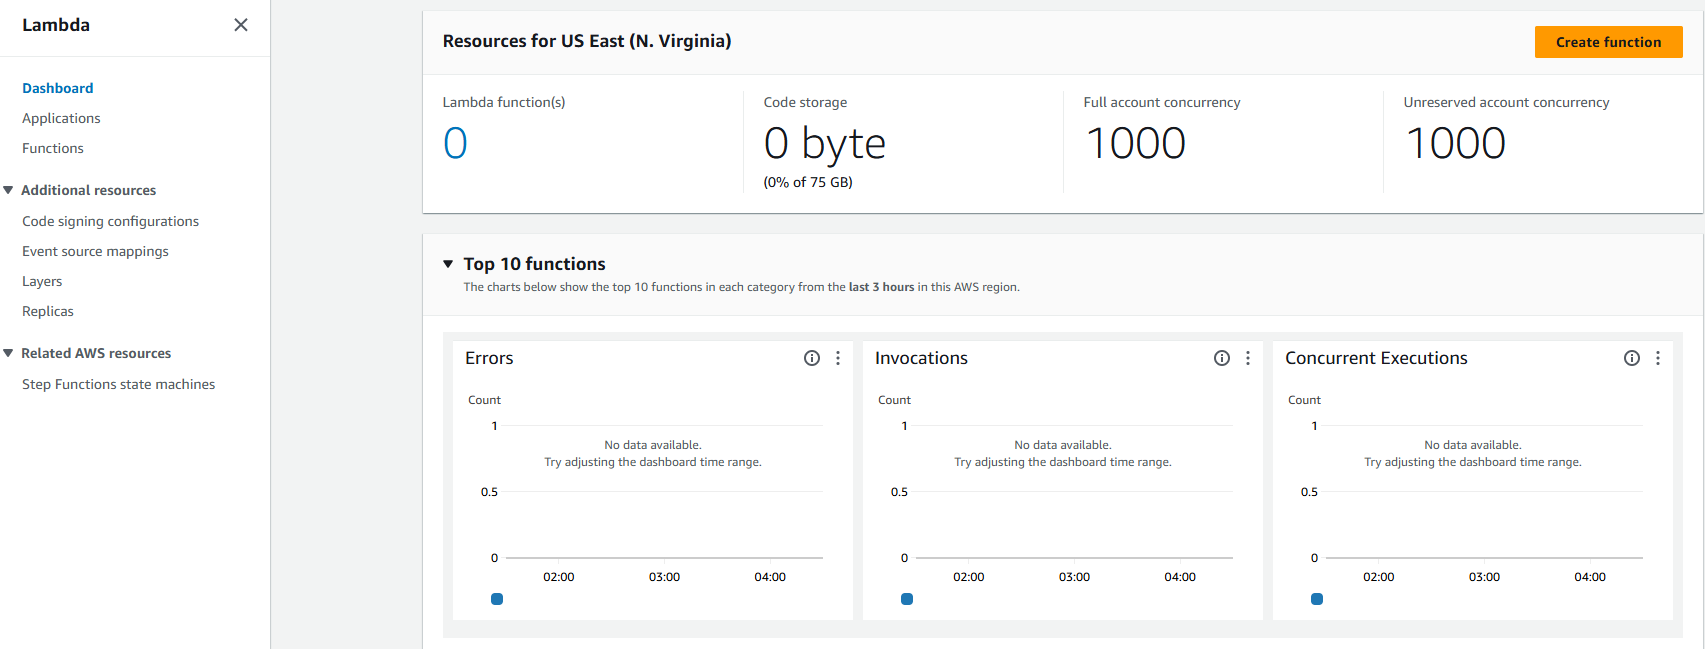 Lambda
Dashboard
Applications
Functions
Additional resources
Code signing configurations
Event source mappings
Layers
Replicas
Related AWS resources
Step Functions state machines
Resources for US East (N. Virginia)
Create function
Lambda function(s)
0
Code storage
0 byte
(0% of 75 GB)
Full account concurrency
1000
Unreserved account concurrency
1000
Top 10 functions
The charts below show the top 10 functions in each category from the last 3 hours in this AWS region.
Errors
Count
1
No data available.
Try adjusting the dashboard time range.
0.5
0
02:00 03:00 04:00
Invocations
Count
1
No data available.
Try adjusting the dashboard time range.
0.5
0
02:00 03:00 04:00
Concurrent Executions
Count
1
No data available.
Try adjusting the dashboard time range.
0.5
0
02:00 03:00 04:00